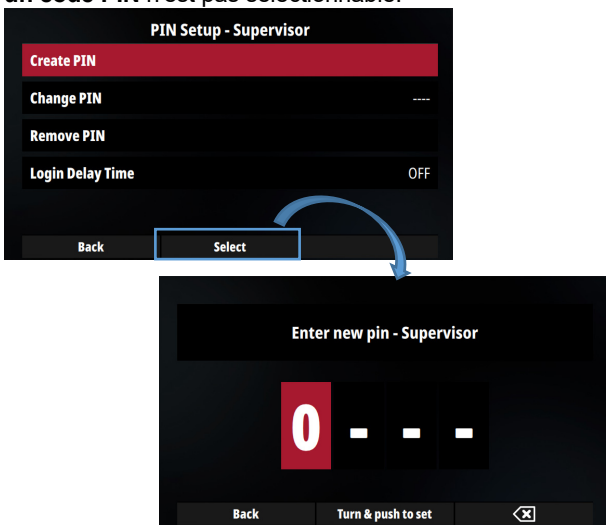 un code PIN n'est pas sélectionnable.
PIN Setup - Supervisor
Create PIN
Change PIN ----
Remove PIN
Login Delay Time OFF
Back Select
Enter new pin - Supervisor
0 - - -
Back Turn & push to set